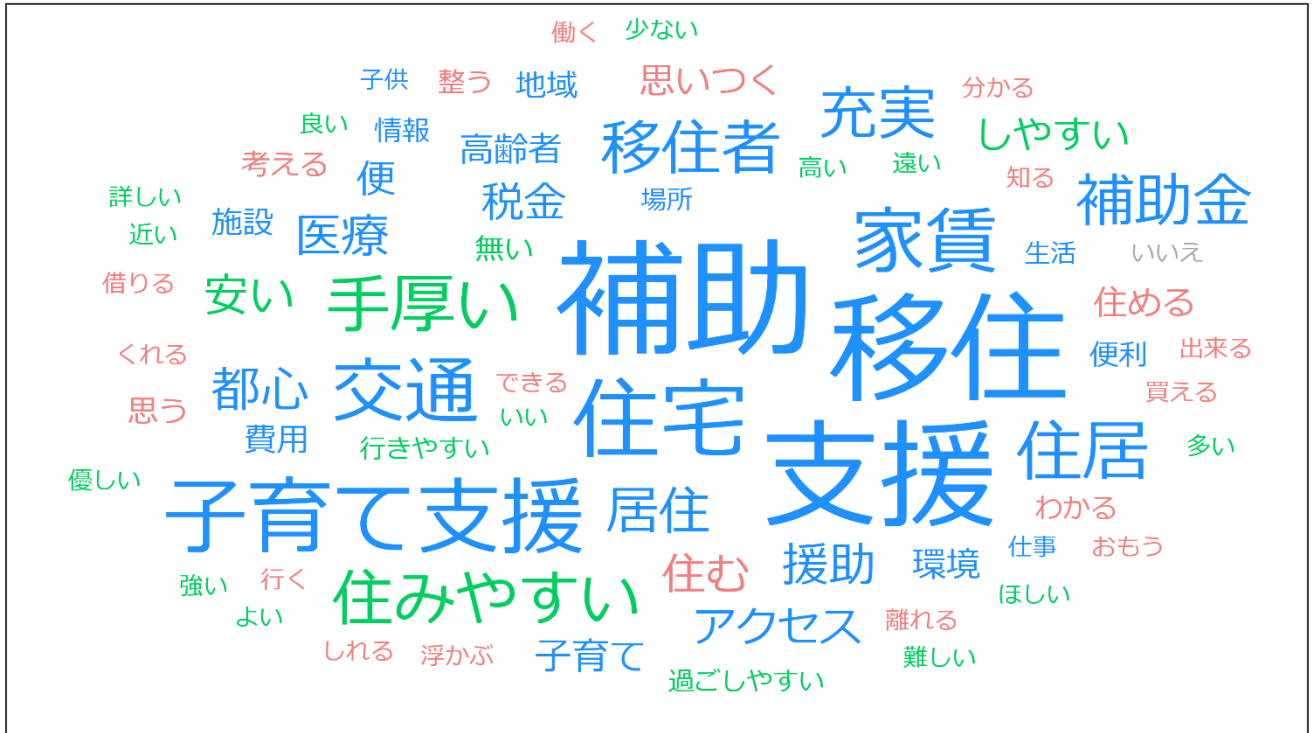 働く 少ない
子供 整う 地域 思いつく 充実 分かる
良い 情報 高齢者 移住者 しやすい
考える 便 高い 遠い 知る
詳しい 施設 医療 税金 場所 補助金
近い 無い 家賃 生活 いいえ
借りる 安い 手厚い 補助 移住 住める
くれる 都心 交通 できる 住宅 便利 出来る
思う いい 買える
費用 行きやすい 支援 住居 多い
優しい 子育て支援 居住 わかる
強い 行く 住みやすい 住む 援助 環境 仕事 おもう
よい アクセス 離れる ほしい
しれる 浮かぶ 子育て 過ごしやすい 難しい